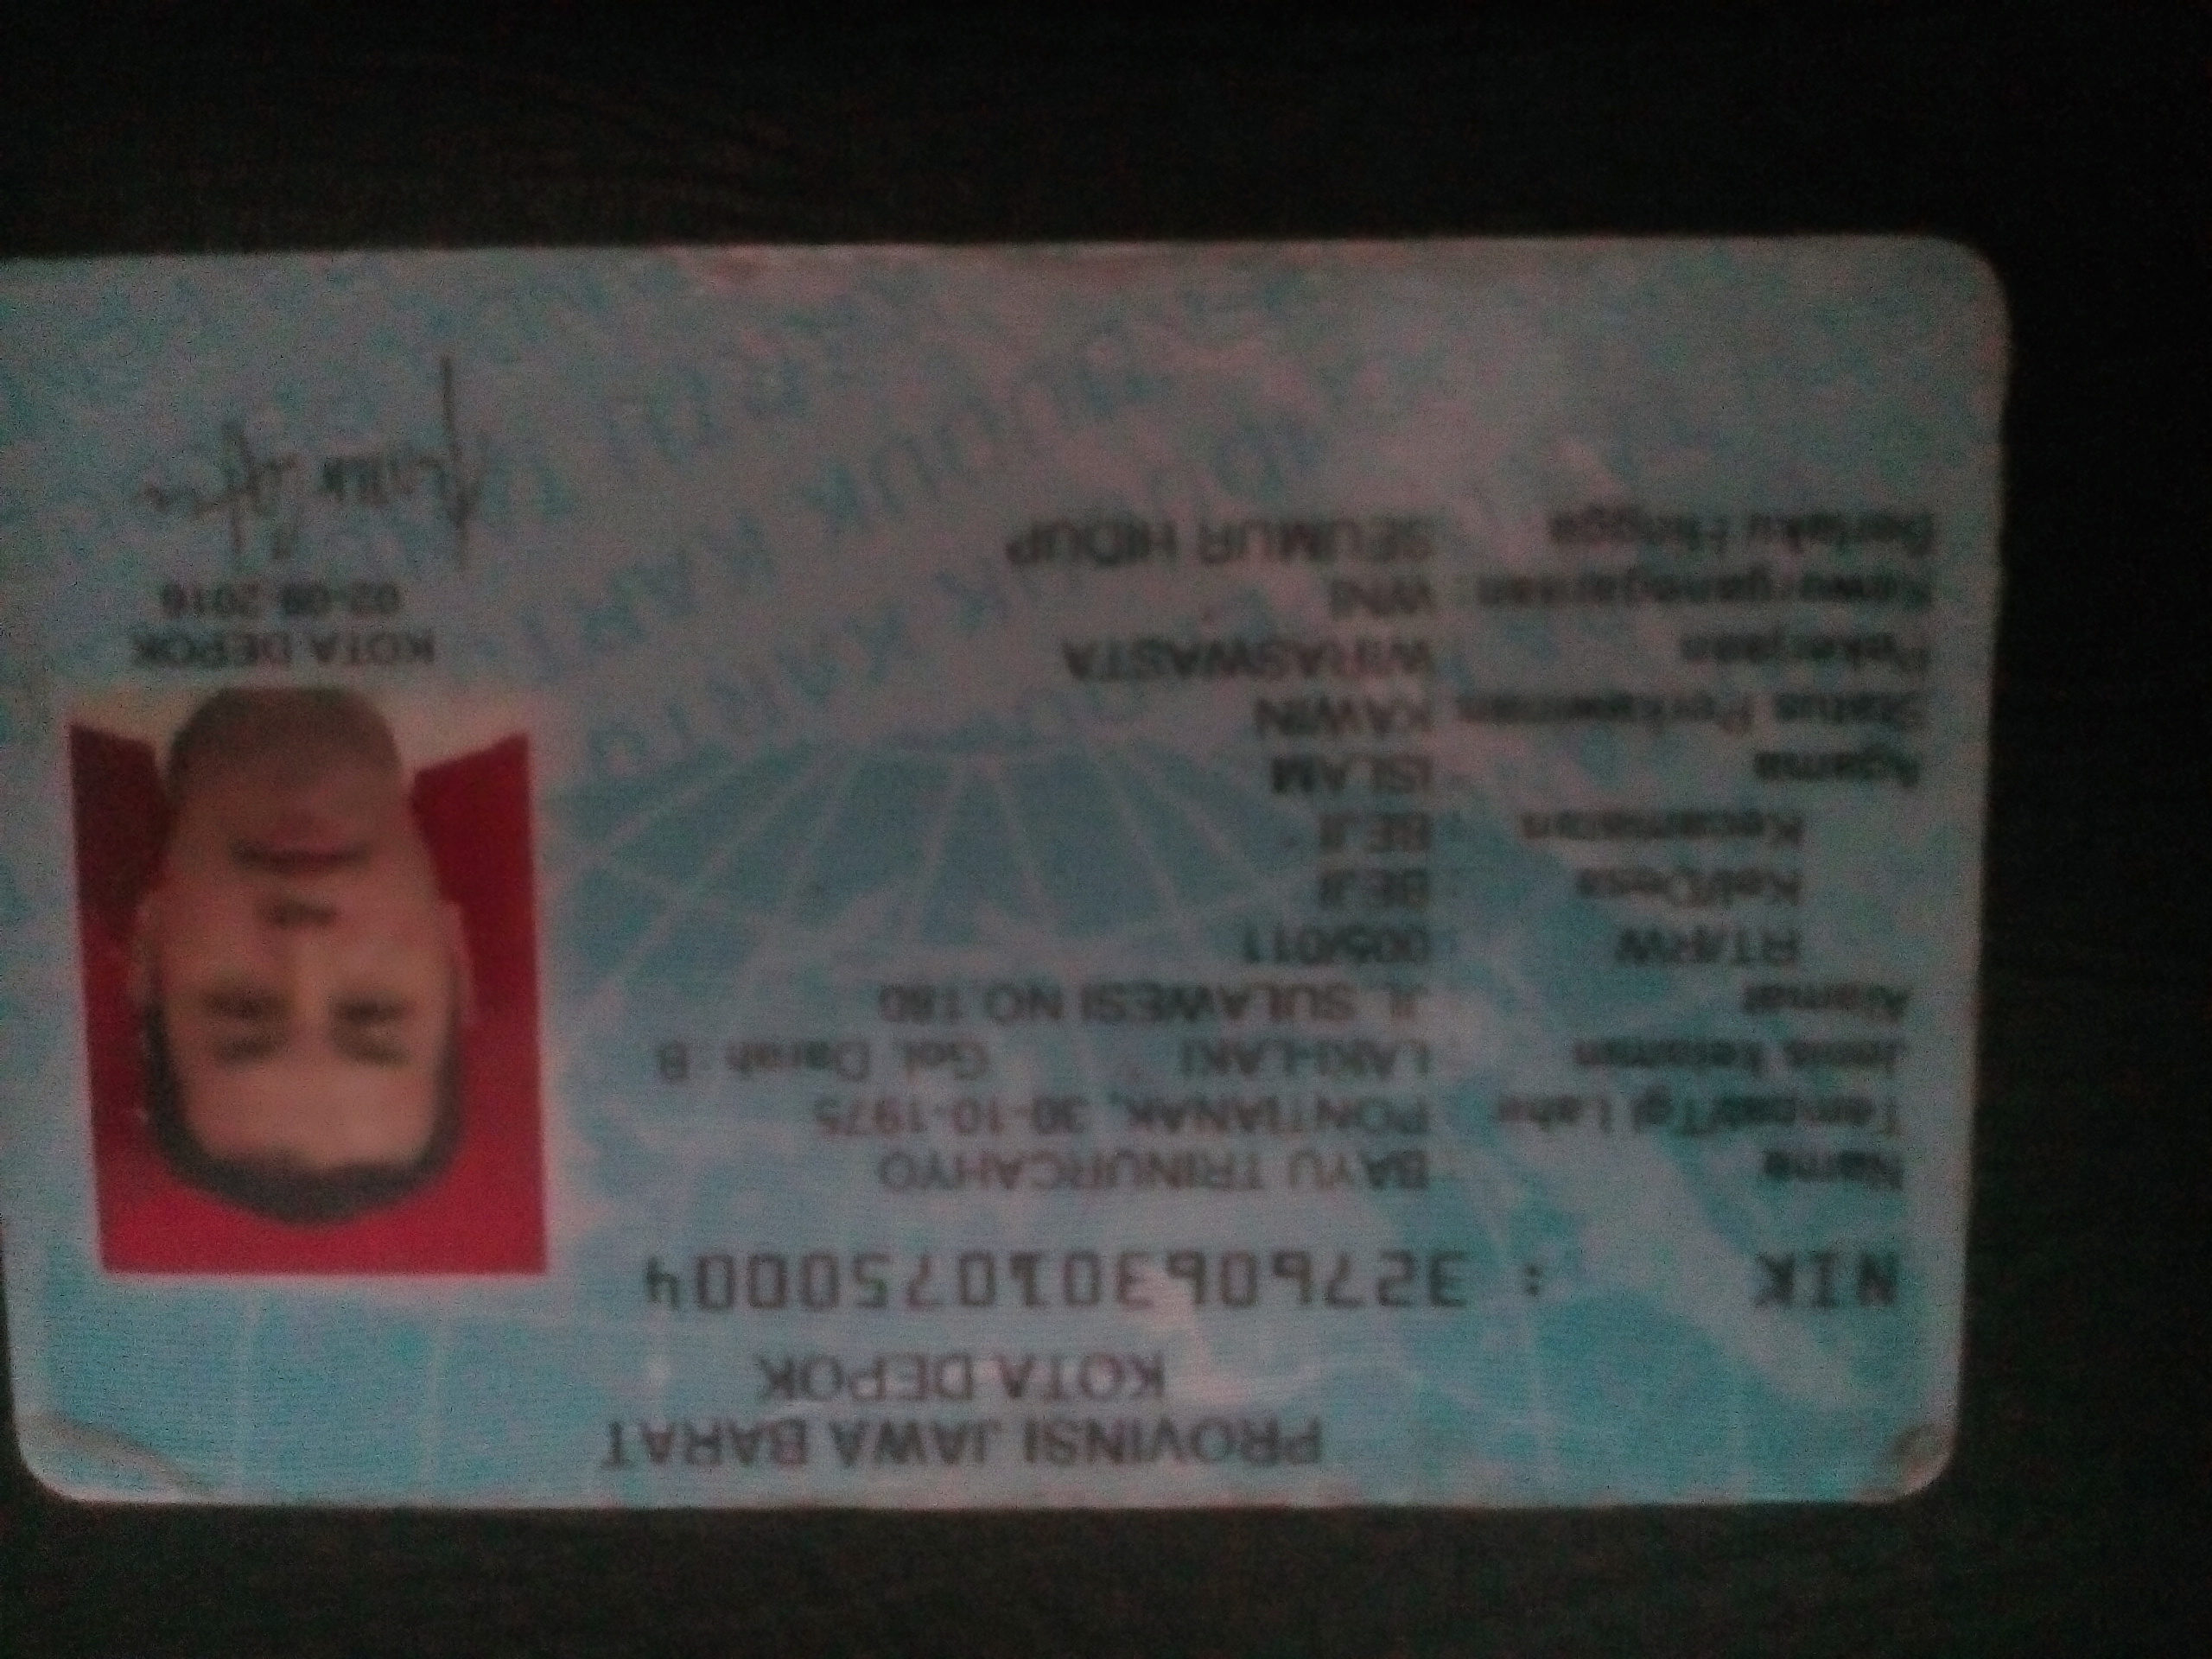 PROVINSI JAWA BARAT
KOTA DEPOK
NIK : 3276063010750004
Nama : BAYU TRINURCAHYO
Tempat/Tgl Lahir : PONTIANAK, 30-10-1975
Jenis kelamin : LAKI-LAKI Gol. Darah : B
Alamat : JL SULAWESI NO 180
RT/RW : 005/011
Kel/Desa : BEJI
Kecamatan : BEJI
Agama : ISLAM
Status Perkawinan : KAWIN
Pekerjaan : WIRASWASTA
Kewarganegaraan : WNI
Berlaku Hingga : SEUMUR HIDUP
KOTA DEPOK
02-09-2016